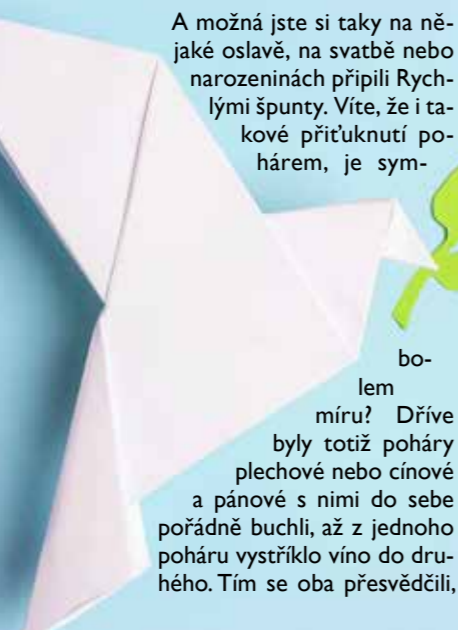 A možná jste si taky na ně-
jaké oslavě, na svatbě nebo
narozeninách připili Rych-
lými špunty. Víte, že i ta-
kové přiťuknutí po-
hárem, je sym-
bo-
lem
míru? Dříve
byly totiž poháry
plechové nebo cínové
a pánové s nimi do sebe
pořádně buchli, až z jednoho
poháru vystříklo víno do dru-
hého. Tím se oba přesvědčili,